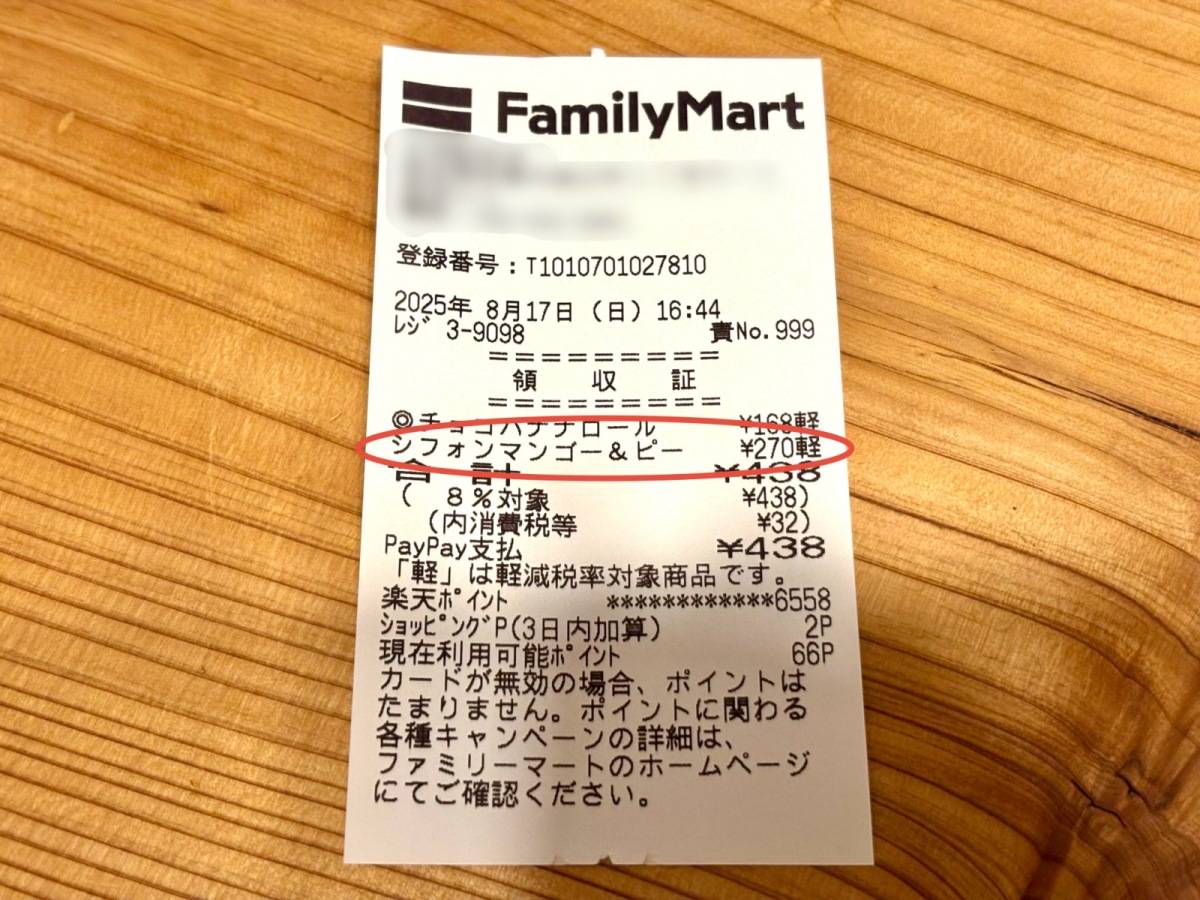 FamilyMart
登録番号：T1010701027810
2025年 8月17日（日）16:44
ﾚｼﾞ 3-9098 責No.999
＝＝＝＝＝＝＝＝＝
領 収 証
＝＝＝＝＝＝＝＝＝
◎チョコバナナロール ¥168軽
シフォンマンゴー＆ピー ¥270軽
合 計 ¥438
（ 8％対象 ¥438）
（内消費税等 ¥32）
PayPay支払 ¥438
「軽」は軽減税率対象商品です。
楽天ﾎﾟｲﾝﾄ ************6558
ｼｮｯﾋﾟﾝｸﾞP(3日内加算) 2P
現在利用可能ﾎﾟｲﾝﾄ 66P
カードが無効の場合、ポイントは
たまりません。ポイントに関わる
各種キャンペーンの詳細は、
ファミリーマートのホームページ
にてご確認ください。